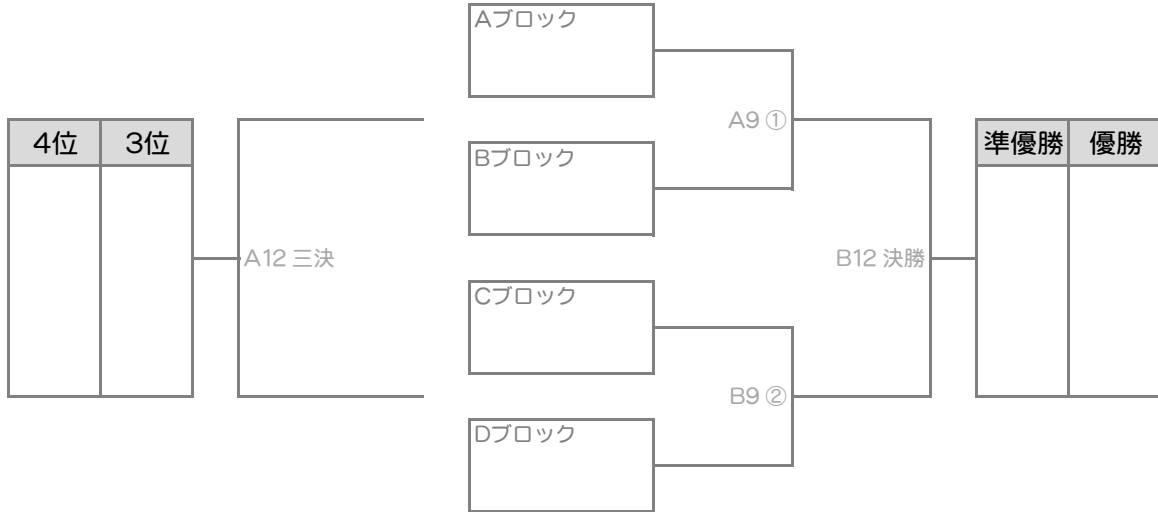 Aブロック
A9 ①
4位
3位
準優勝
優勝
Bブロック
A12 三決
B12 決勝
Cブロック
B9 ②
Dブロック